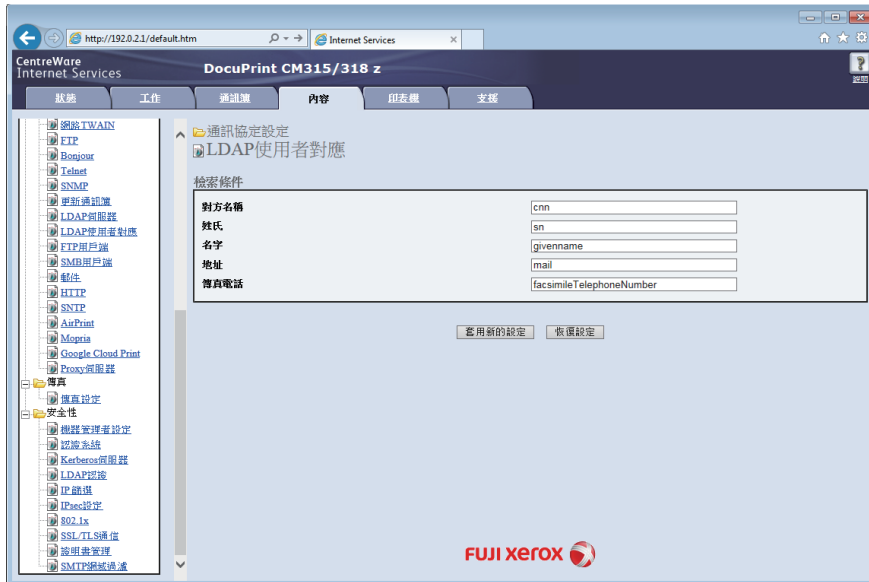 http://192.0.2.1/default.htm
Internet Services
CentreWare
Internet Services
DocuPrint CM315/318 z
?
說明
狀態
工作
通訊簿
內容
印表機
支援
網路TWAIN
FTP
Bonjour
Telnet
SNMP
更新通訊簿
LDAP伺服器
LDAP使用者對應
FTP用戶端
SMB用戶端
郵件
HTTP
SNTP
AirPrint
Mopria
Google Cloud Print
Proxy伺服器
傳真
傳真設定
安全性
機器管理者設定
認證系統
Kerberos伺服器
LDAP認證
IP 篩選
IPsec設定
802.1x
SSL/TLS通信
證明書管理
SMTP網域過濾
通訊協定設定
LDAP使用者對應
檢索條件
對方名稱 cnn
姓氏 sn
名字 givenname
地址 mail
傳真電話 facsimileTelephoneNumber
套用新的設定 恢復設定
FUJI xerox